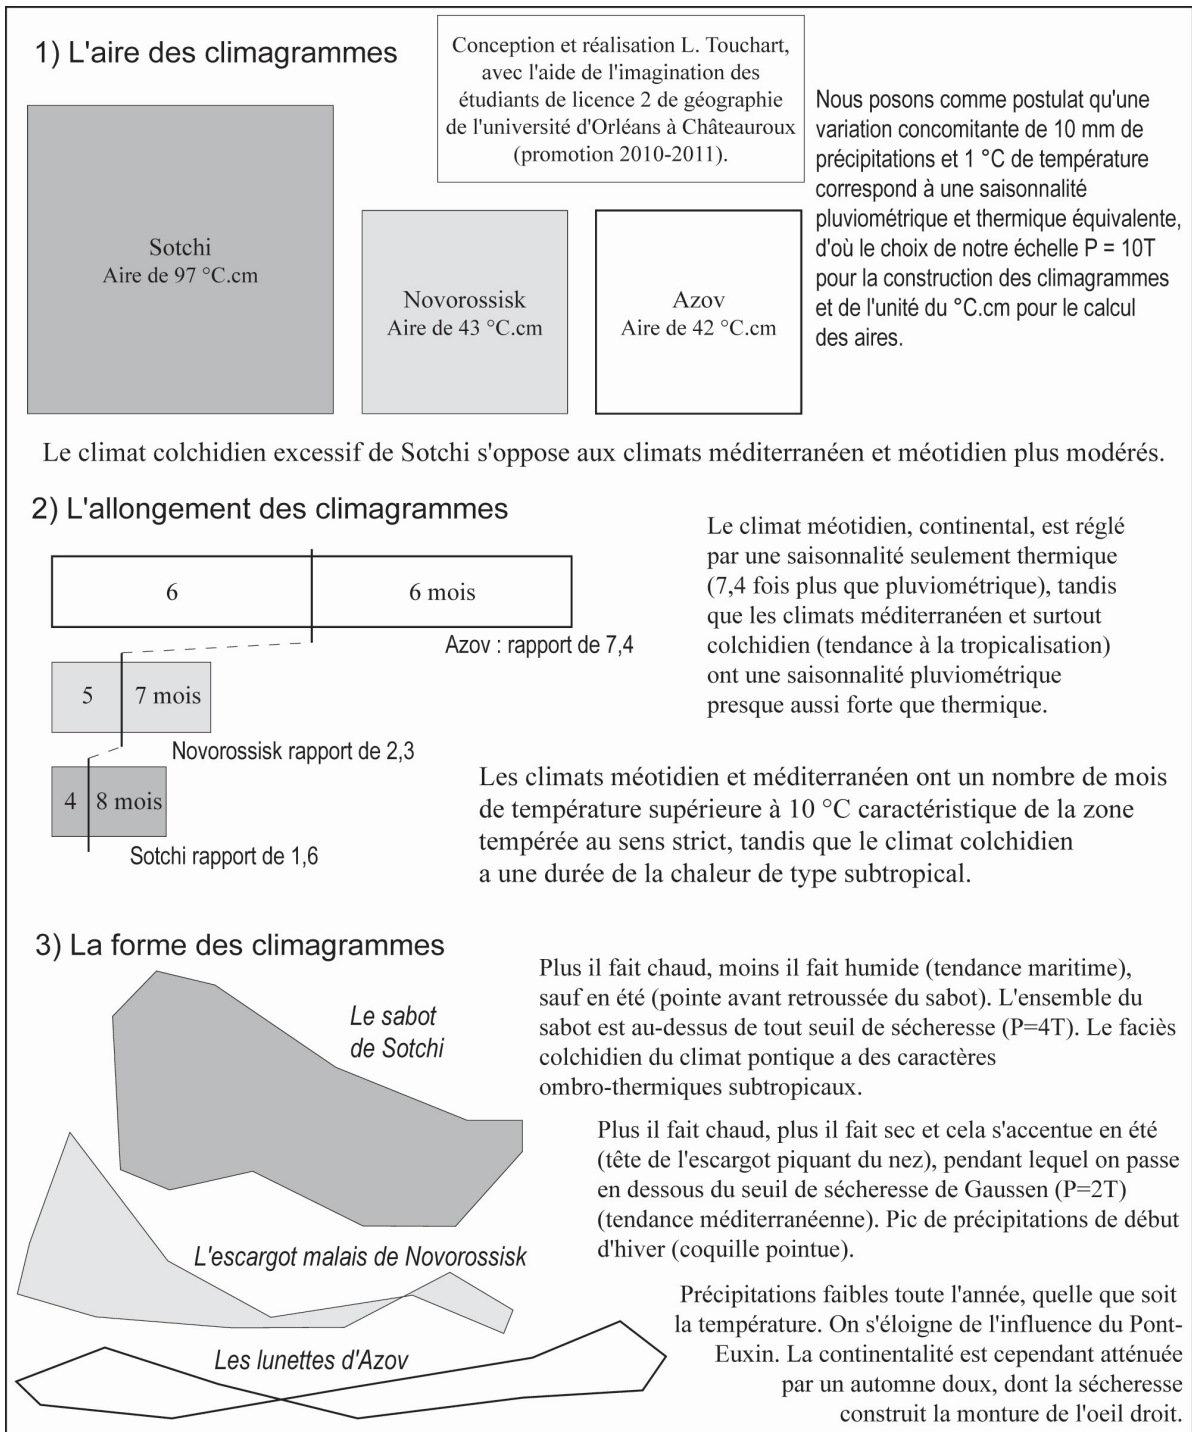 1) L'aire des climagrammes
Conception et réalisation L. Touchart,
avec l'aide de l'imagination des
étudiants de licence 2 de géographie
de l'université d'Orléans à Châteauroux
(promotion 2010-2011).
Nous posons comme postulat qu'une
variation concomitante de 10 mm de
précipitations et 1 °C de température
correspond à une saisonnalité
pluviométrique et thermique équivalente,
d'où le choix de notre échelle P = 10T
pour la construction des climagrammes
et de l'unité du °C.cm pour le calcul
des aires.
Sotchi
Aire de 97 °C.cm
Novorossisk
Aire de 43 °C.cm
Azov
Aire de 42 °C.cm
Le climat colchidien excessif de Sotchi s'oppose aux climats méditerranéen et méotidien plus modérés.
2) L'allongement des climagrammes
6
6 mois
Azov : rapport de 7,4
5
7 mois
Novorossisk rapport de 2,3
4
8 mois
Sotchi rapport de 1,6
Le climat méotidien, continental, est réglé
par une saisonnalité seulement thermique
(7,4 fois plus que pluviométrique), tandis
que les climats méditerranéen et surtout
colchidien (tendance à la tropicalisation)
ont une saisonnalité pluviométrique
presque aussi forte que thermique.
Les climats méotidien et méditerranéen ont un nombre de mois
de température supérieure à 10 °C caractéristique de la zone
tempérée au sens strict, tandis que le climat colchidien
a une durée de la chaleur de type subtropical.
3) La forme des climagrammes
Le sabot
de Sotchi
Plus il fait chaud, moins il fait humide (tendance maritime),
sauf en été (pointe avant retroussée du sabot). L'ensemble du
sabot est au-dessus de tout seuil de sécheresse (P=4T). Le faciès
colchidien du climat pontique a des caractères
ombro-thermiques subtropicaux.
L'escargot malais de Novorossisk
Plus il fait chaud, plus il fait sec et cela s'accentue en été
(tête de l'escargot piquant du nez), pendant lequel on passe
en dessous du seuil de sécheresse de Gaussen (P=2T)
(tendance méditerranéenne). Pic de précipitations de début
d'hiver (coquille pointue).
Les lunettes d'Azov
Précipitations faibles toute l'année, quelle que soit
la température. On s'éloigne de l'influence du Pont-
Euxin. La continentalité est cependant atténuée
par un automne doux, dont la sécheresse
construit la monture de l'oeil droit.